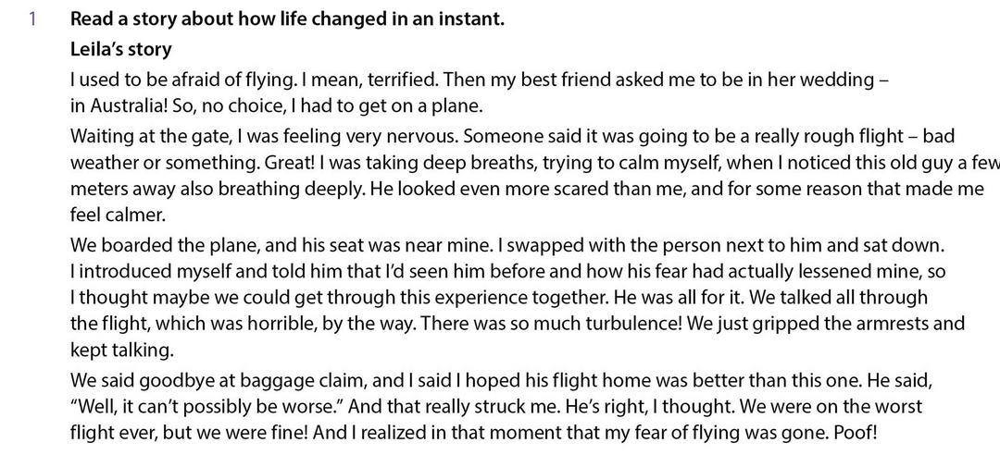 1 Read a story about how life changed in an instant.
Leila's story
I used to be afraid of flying. I mean, terrified. Then my best friend asked me to be in her wedding –
in Australia! So, no choice, I had to get on a plane.
Waiting at the gate, I was feeling very nervous. Someone said it was going to be a really rough flight – bad
weather or something. Great! I was taking deep breaths, trying to calm myself, when I noticed this old guy a few
meters away also breathing deeply. He looked even more scared than me, and for some reason that made me
feel calmer.
We boarded the plane, and his seat was near mine. I swapped with the person next to him and sat down.
I introduced myself and told him that I'd seen him before and how his fear had actually lessened mine, so
I thought maybe we could get through this experience together. He was all for it. We talked all through
the flight, which was horrible, by the way. There was so much turbulence! We just gripped the armrests and
kept talking.
We said goodbye at baggage claim, and I said I hoped his flight home was better than this one. He said,
“Well, it can't possibly be worse.” And that really struck me. He's right, I thought. We were on the worst
flight ever, but we were fine! And I realized in that moment that my fear of flying was gone. Poof!